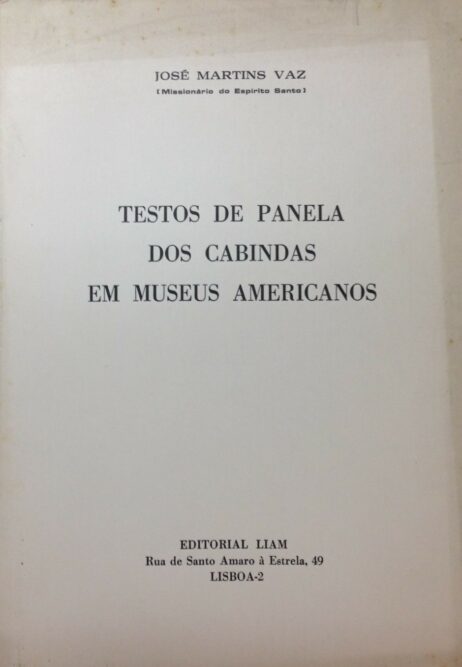 JOSÉ MARTINS VAZ
[Missionário do Espírito Santo]
TESTOS DE PANELA
DOS CABINDAS
EM MUSEUS AMERICANOS
EDITORIAL LIAM
Rua de Santo Amaro à Estrela, 49
LISBOA-2